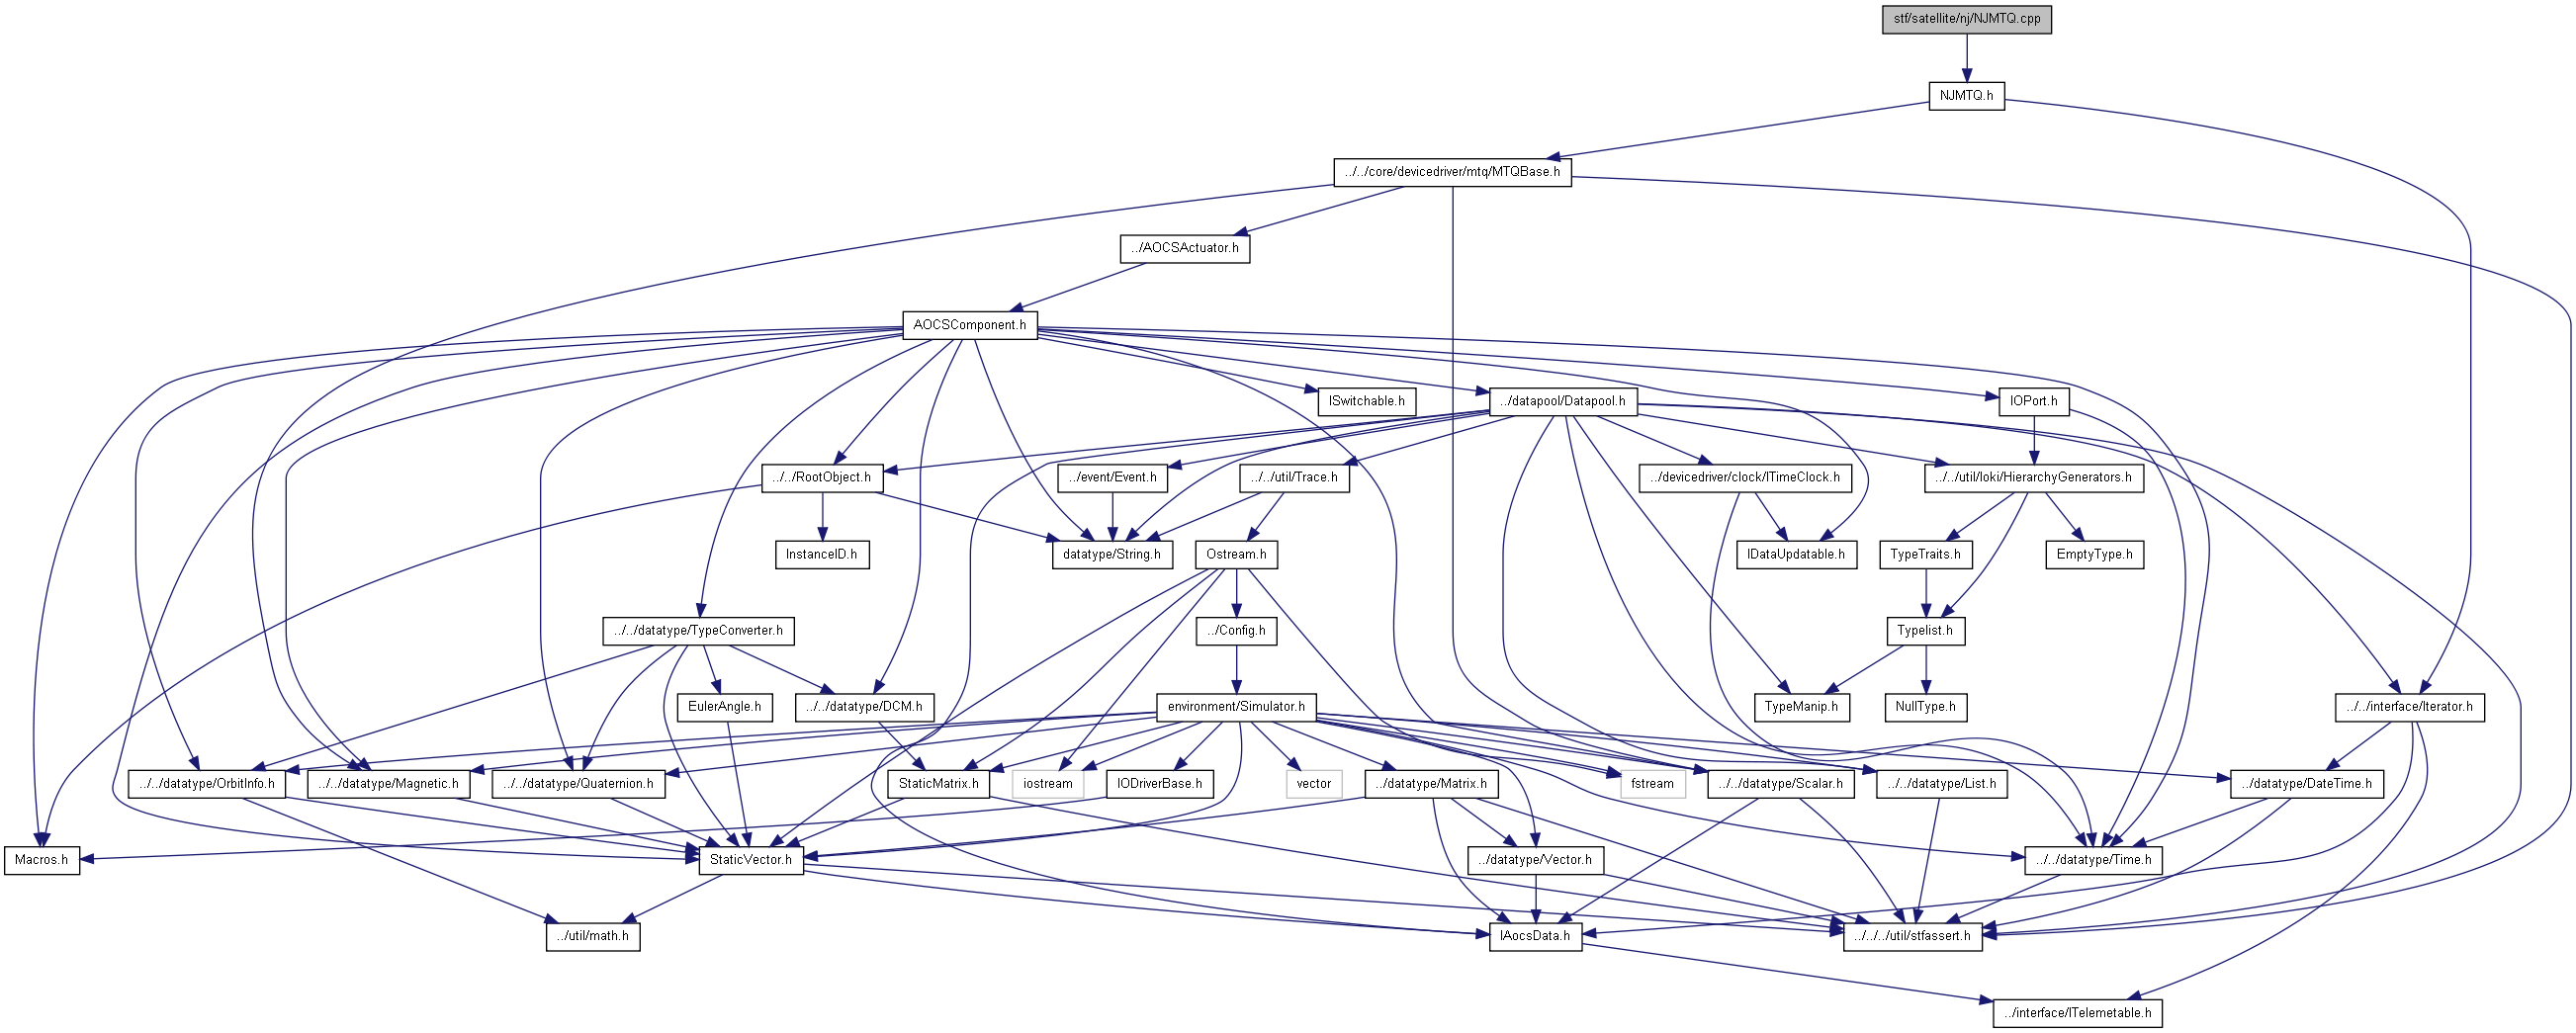 stf/satellite/nj/NJMTQ.cpp
NJMTQ.h
../../core/devicedriver/mtq/MTQBase.h
../AOCSActuator.h
AOCSComponent.h
ISwitchable.h
../datapool/Datapool.h
IOPort.h
../../RootObject.h
../event/Event.h
../../util/Trace.h
../devicedriver/clock/ITimeClock.h
../../util/loki/HierarchyGenerators.h
InstanceID.h
datatype/String.h
Ostream.h
IDataUpdatable.h
TypeTraits.h
EmptyType.h
../../datatype/TypeConverter.h
../Config.h
Typelist.h
EulerAngle.h
../../datatype/DCM.h
environment/Simulator.h
TypeManip.h
NullType.h
../../interface/Iterator.h
../../datatype/OrbitInfo.h
../../datatype/Magnetic.h
../../datatype/Quaternion.h
StaticMatrix.h
iostream
IODriverBase.h
vector
../datatype/Matrix.h
fstream
../../datatype/Scalar.h
../../datatype/List.h
../datatype/DateTime.h
Macros.h
StaticVector.h
../datatype/Vector.h
../../datatype/Time.h
../util/math.h
IAocsData.h
../../../util/stfassert.h
../interface/ITelemetable.h